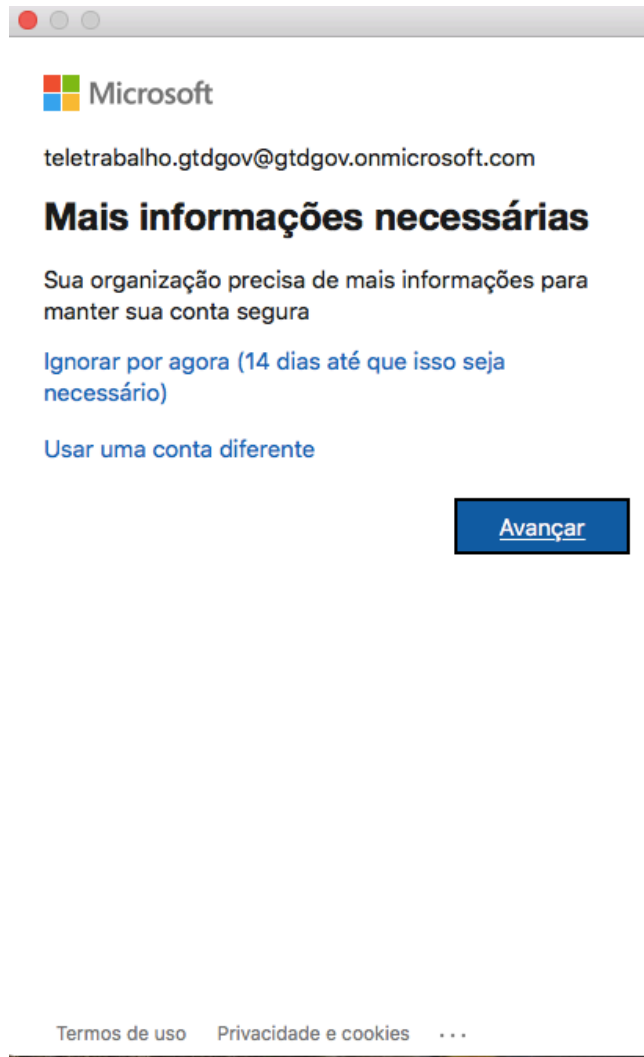 Microsoft
teletrabalho.gtdgov@gtdgov.onmicrosoft.com
Mais informações necessárias
Sua organização precisa de mais informações para
manter sua conta segura
Ignorar por agora (14 dias até que isso seja
necessário)
Usar uma conta diferente
Avançar
Termos de uso Privacidade e cookies ...